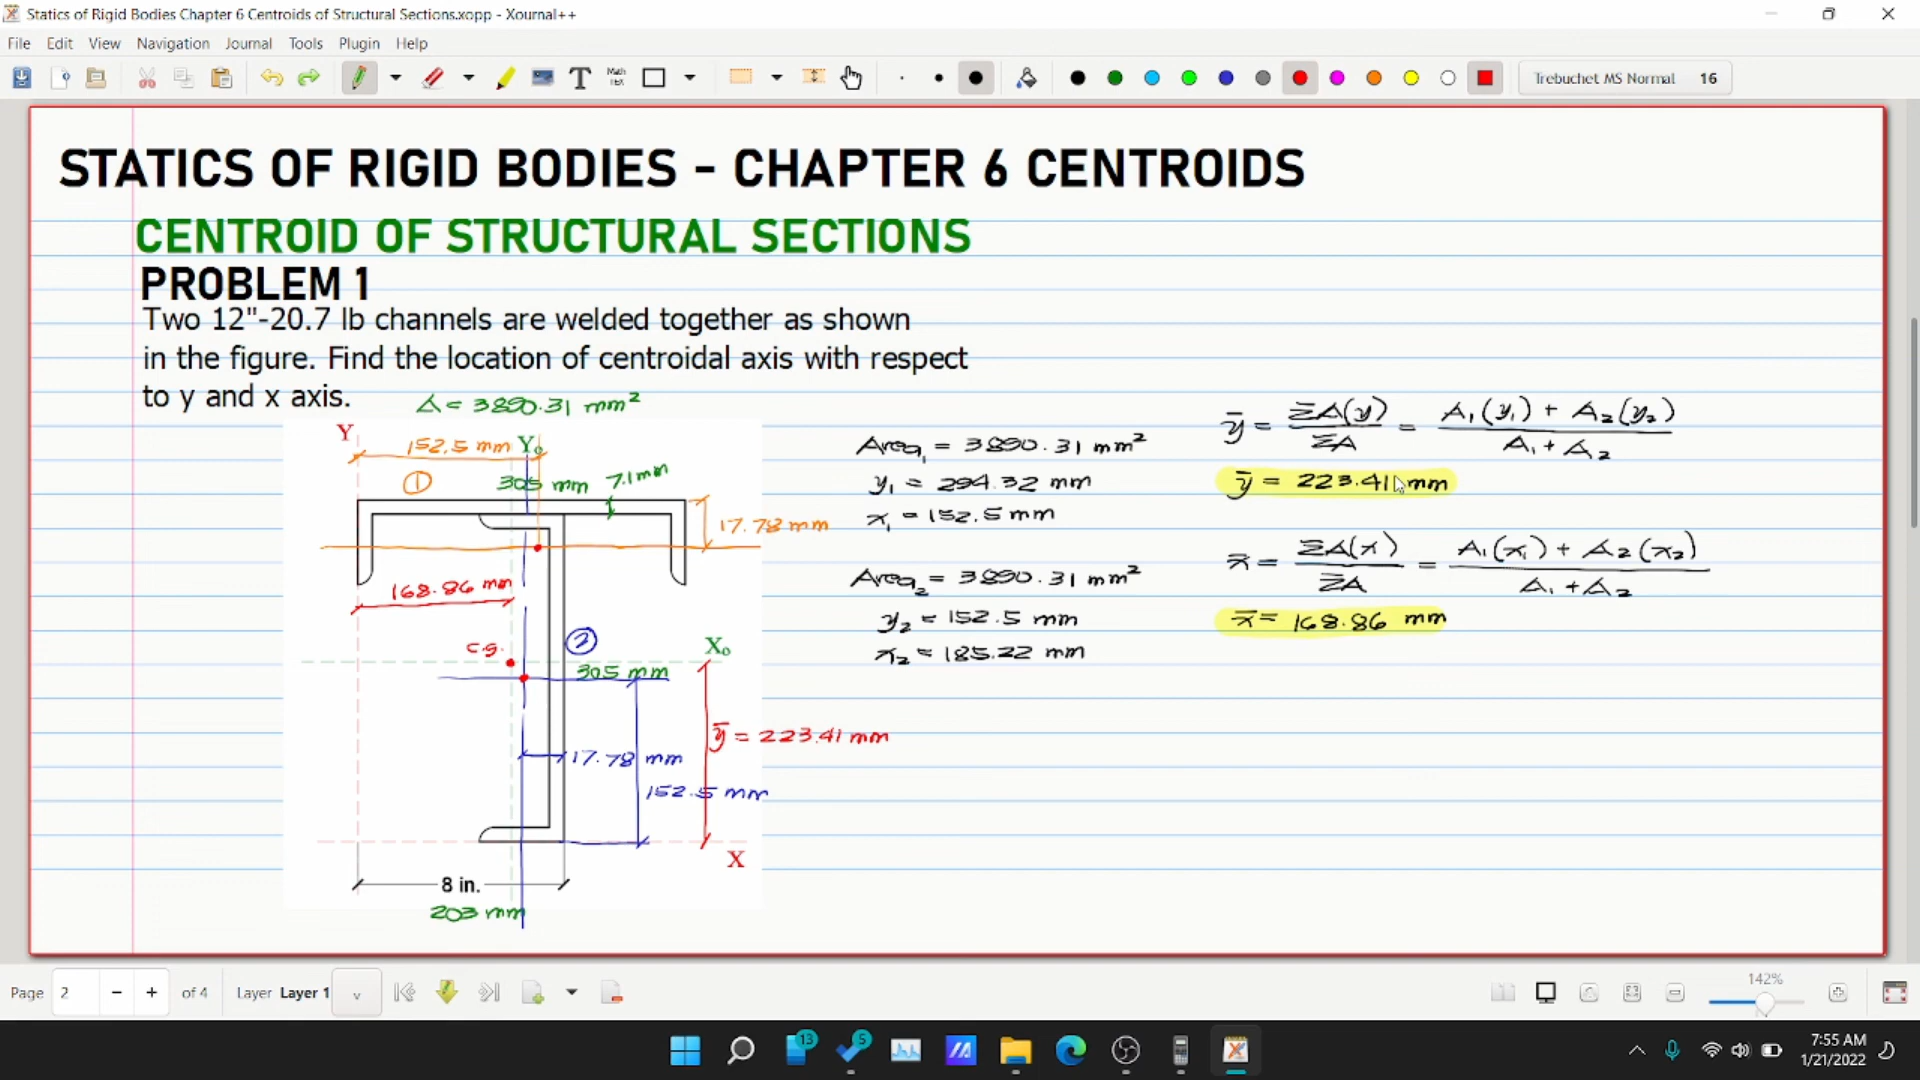 Statics of Rigid Bodies Chapter 6 Centroids of Structural Sections.xopp - Xournal++
File Edit View Navigation Journal Tools Plugin Help
T Math TEX Trebuchet MS Normal 16
STATICS OF RIGID BODIES - CHAPTER 6 CENTROIDS
CENTROID OF STRUCTURAL SECTIONS
PROBLEM 1
Two 12"-20.7 lb channels are welded together as shown
in the figure. Find the location of centroidal axis with respect
to y and x axis.
A = 3890.31 mm²
Y
152.5 mm Y₀
① 305 mm 7.1mm
17.78 mm
168.86 mm
c.g. ② X₀
305 mm
ȳ = 223.41 mm
17.78 mm
152.5 mm
X
8 in.
203 mm
Area₁ = 3890.31 mm²
y₁ = 294.32 mm
x₁ = 152.5 mm
Area₂ = 3890.31 mm²
y₂ = 152.5 mm
x₂ = 185.22 mm
ȳ = ΣA(y) / ΣA = A₁(y₁) + A₂(y₂) / A₁ + A₂
ȳ = 223.41 mm
x̄ = ΣA(x) / ΣA = A₁(x₁) + A₂(x₂) / A₁ + A₂
x̄ = 168.86 mm
Page 2 - + of 4 Layer Layer 1 v 142%
13 5
7:55 AM
1/21/2022